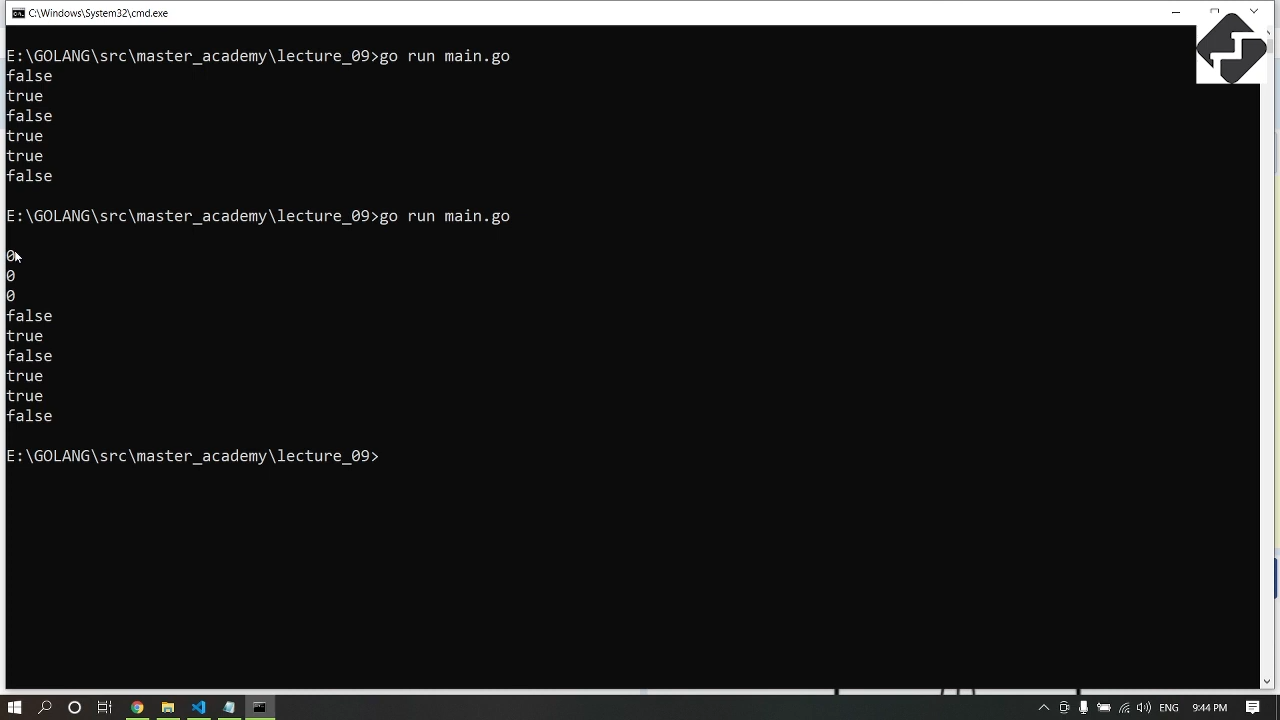 C:\Windows\System32\cmd.exe
E:\GOLANG\src\master_academy\lecture_09>go run main.go
false
true
false
true
true
false
E:\GOLANG\src\master_academy\lecture_09>go run main.go
0
0
0
false
true
false
true
true
false
E:\GOLANG\src\master_academy\lecture_09>
ENG
9:44 PM